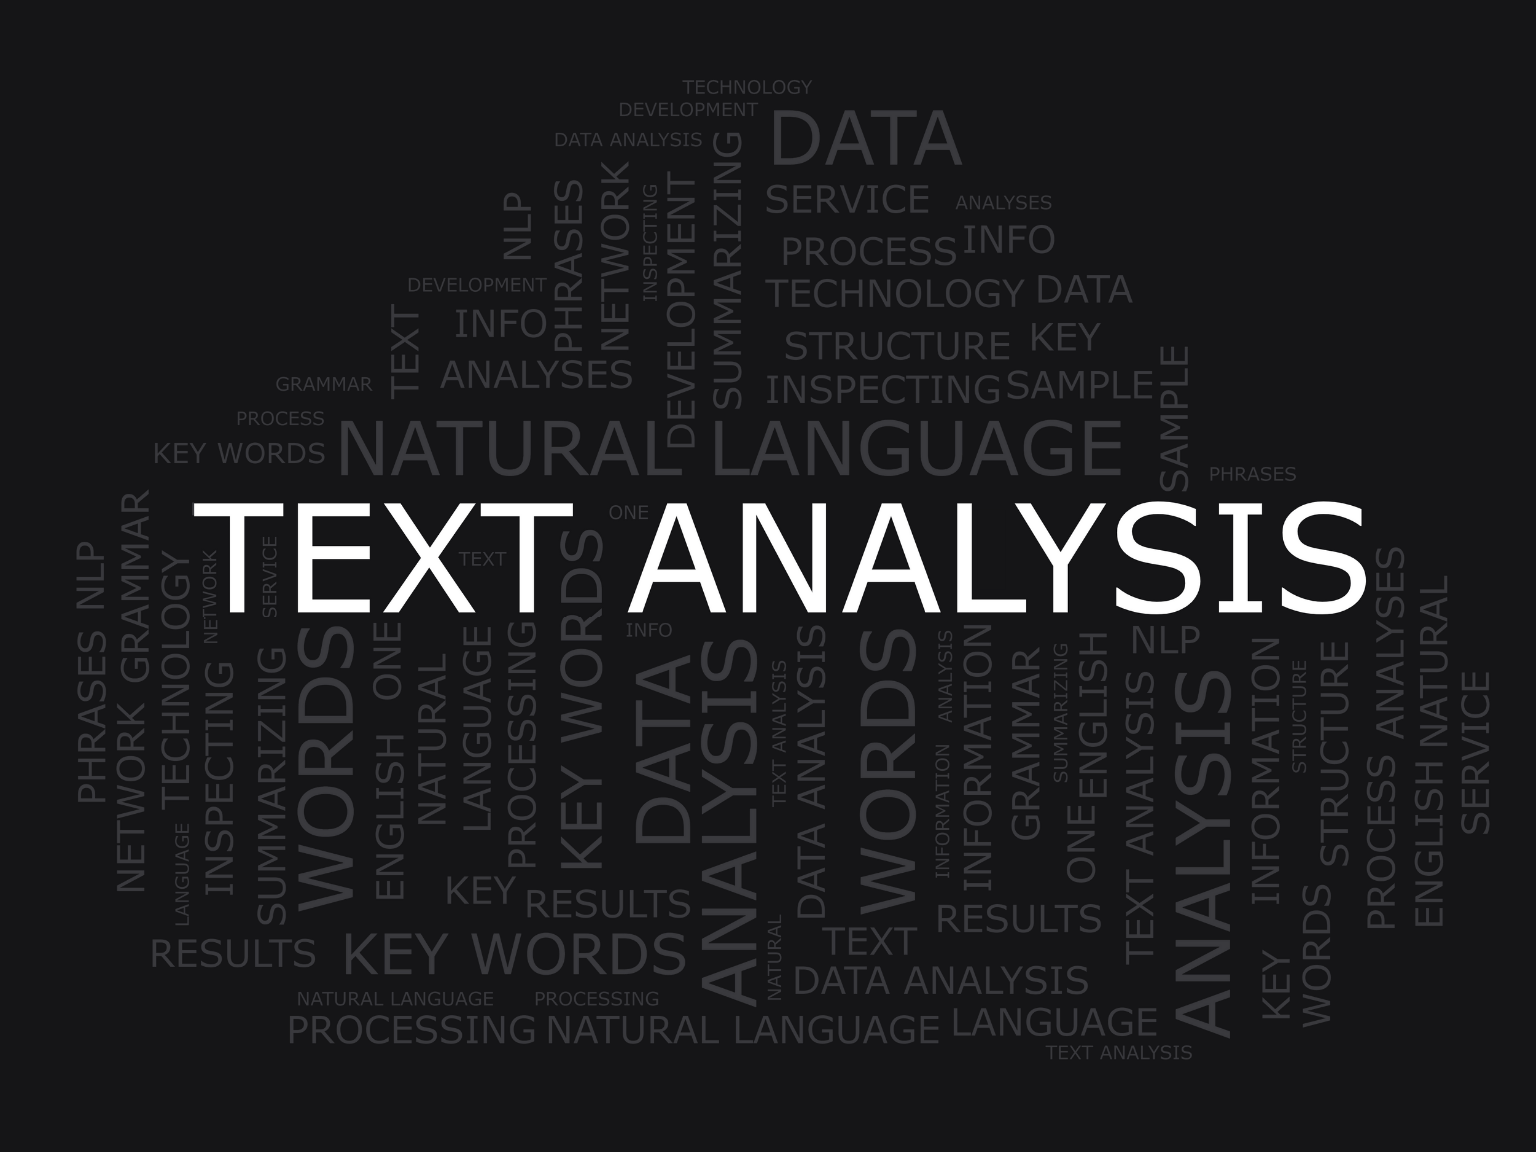 TECHNOLOGY
DEVELOPMENT
DATA ANALYSIS
DATA
SUMMARIZING
NLP
PHRASES
NETWORK
INSPECTING
DEVELOPMENT
SERVICE
ANALYSES
PROCESS
INFO
DEVELOPMENT
TECHNOLOGY
DATA
TEXT
INFO
STRUCTURE
KEY
ANALYSES
INSPECTING
SAMPLE
SAMPLE
GRAMMAR
PROCESS
KEY WORDS
NATURAL LANGUAGE
PHRASES
TEXT ANALYSIS
ONE
TEXT
PHRASES NLP
NETWORK GRAMMAR
TECHNOLOGY
NETWORK
SERVICE
KEY WORDS
INFO
INSPECTING
LANGUAGE
SUMMARIZING
WORDS
ENGLISH ONE
NATURAL
LANGUAGE
PROCESSING
DATA
ANALYSIS
TEXT ANALYSIS
DATA ANALYSIS
WORDS
INFORMATION ANALYSIS
INFORMATION
GRAMMAR
SUMMARIZING
ONE ENGLISH
NLP
TEXT ANALYSIS
ANALYSIS
INFORMATION
STRUCTURE
STRUCTURE
PROCESS ANALYSES
ENGLISH NATURAL
SERVICE
KEY
RESULTS
RESULTS
RESULTS
KEY WORDS
NATURAL
TEXT
DATA ANALYSIS
KEY
WORDS
NATURAL LANGUAGE
PROCESSING
PROCESSING
NATURAL LANGUAGE
LANGUAGE
TEXT ANALYSIS